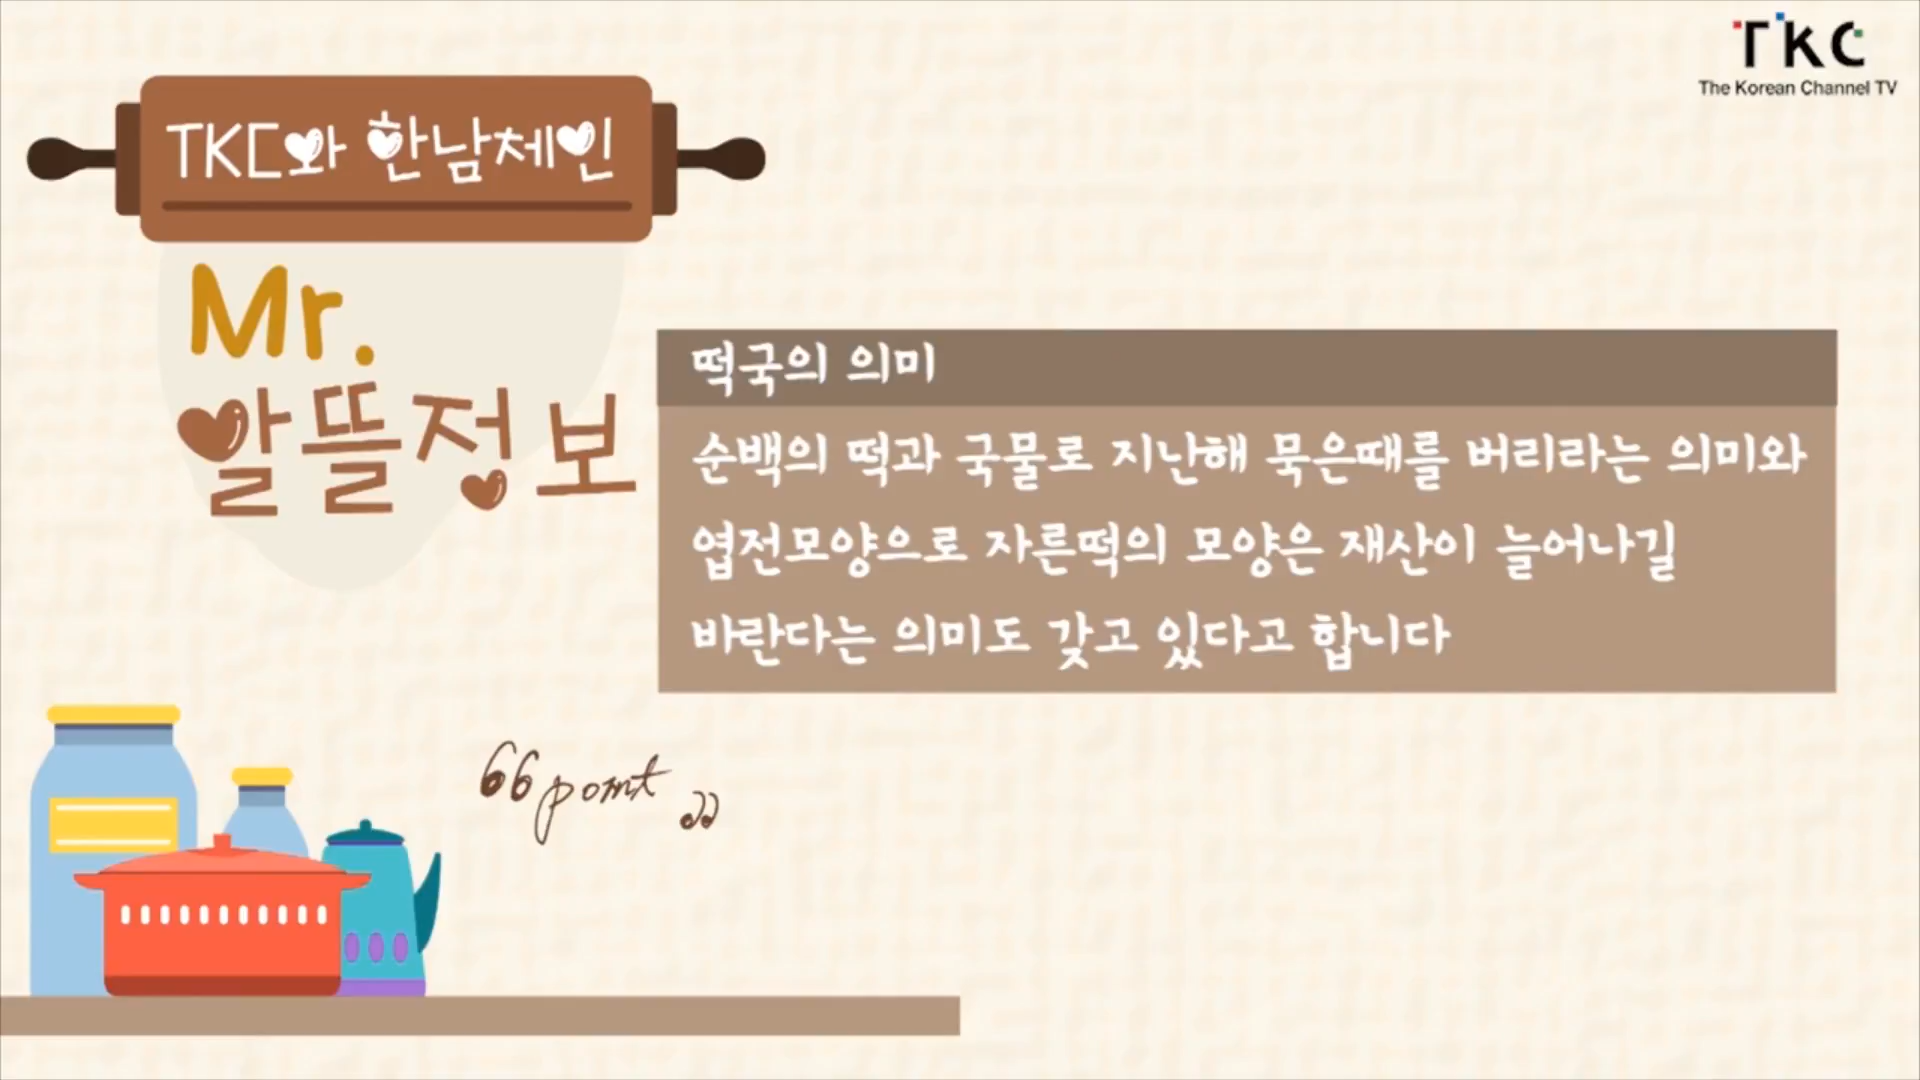 TKC
The Korean Channel TV
TKC와 한남체인
Mr.
알뜰정보
떡국의 의미
순백의 떡과 국물로 지난해 묵은때를 버리라는 의미와
엽전모양으로 자른떡의 모양은 재산이 늘어나길
바란다는 의미도 갖고 있다고 합니다
66 point 99